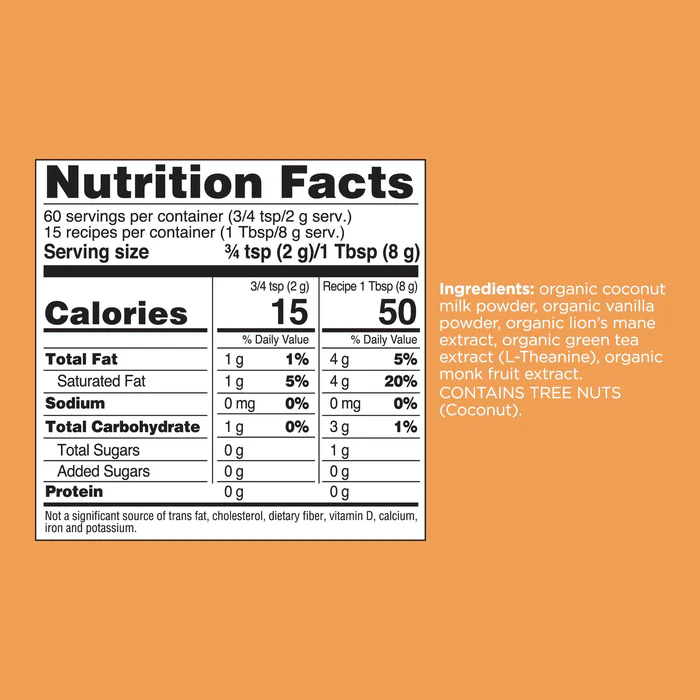 Nutrition Facts
60 servings per container (3/4 tsp/2 g serv.)
15 recipes per container (1 Tbsp/8 g serv.)
Serving size ¾ tsp (2 g)/1 Tbsp (8 g)
3/4 tsp (2 g) Recipe 1 Tbsp (8 g)
Calories 15 50
% Daily Value % Daily Value
Total Fat 1 g 1% 4 g 5%
Saturated Fat 1 g 5% 4 g 20%
Sodium 0 mg 0% 0 mg 0%
Total Carbohydrate 1 g 0% 3 g 1%
Total Sugars 0 g 1 g
Added Sugars 0 g 0 g
Protein 0 g 0 g
Not a significant source of trans fat, cholesterol, dietary fiber, vitamin D, calcium,
iron and potassium.
Ingredients: organic coconut
milk powder, organic vanilla
powder, organic lion's mane
extract, organic green tea
extract (L-Theanine), organic
monk fruit extract.
CONTAINS TREE NUTS
(Coconut).